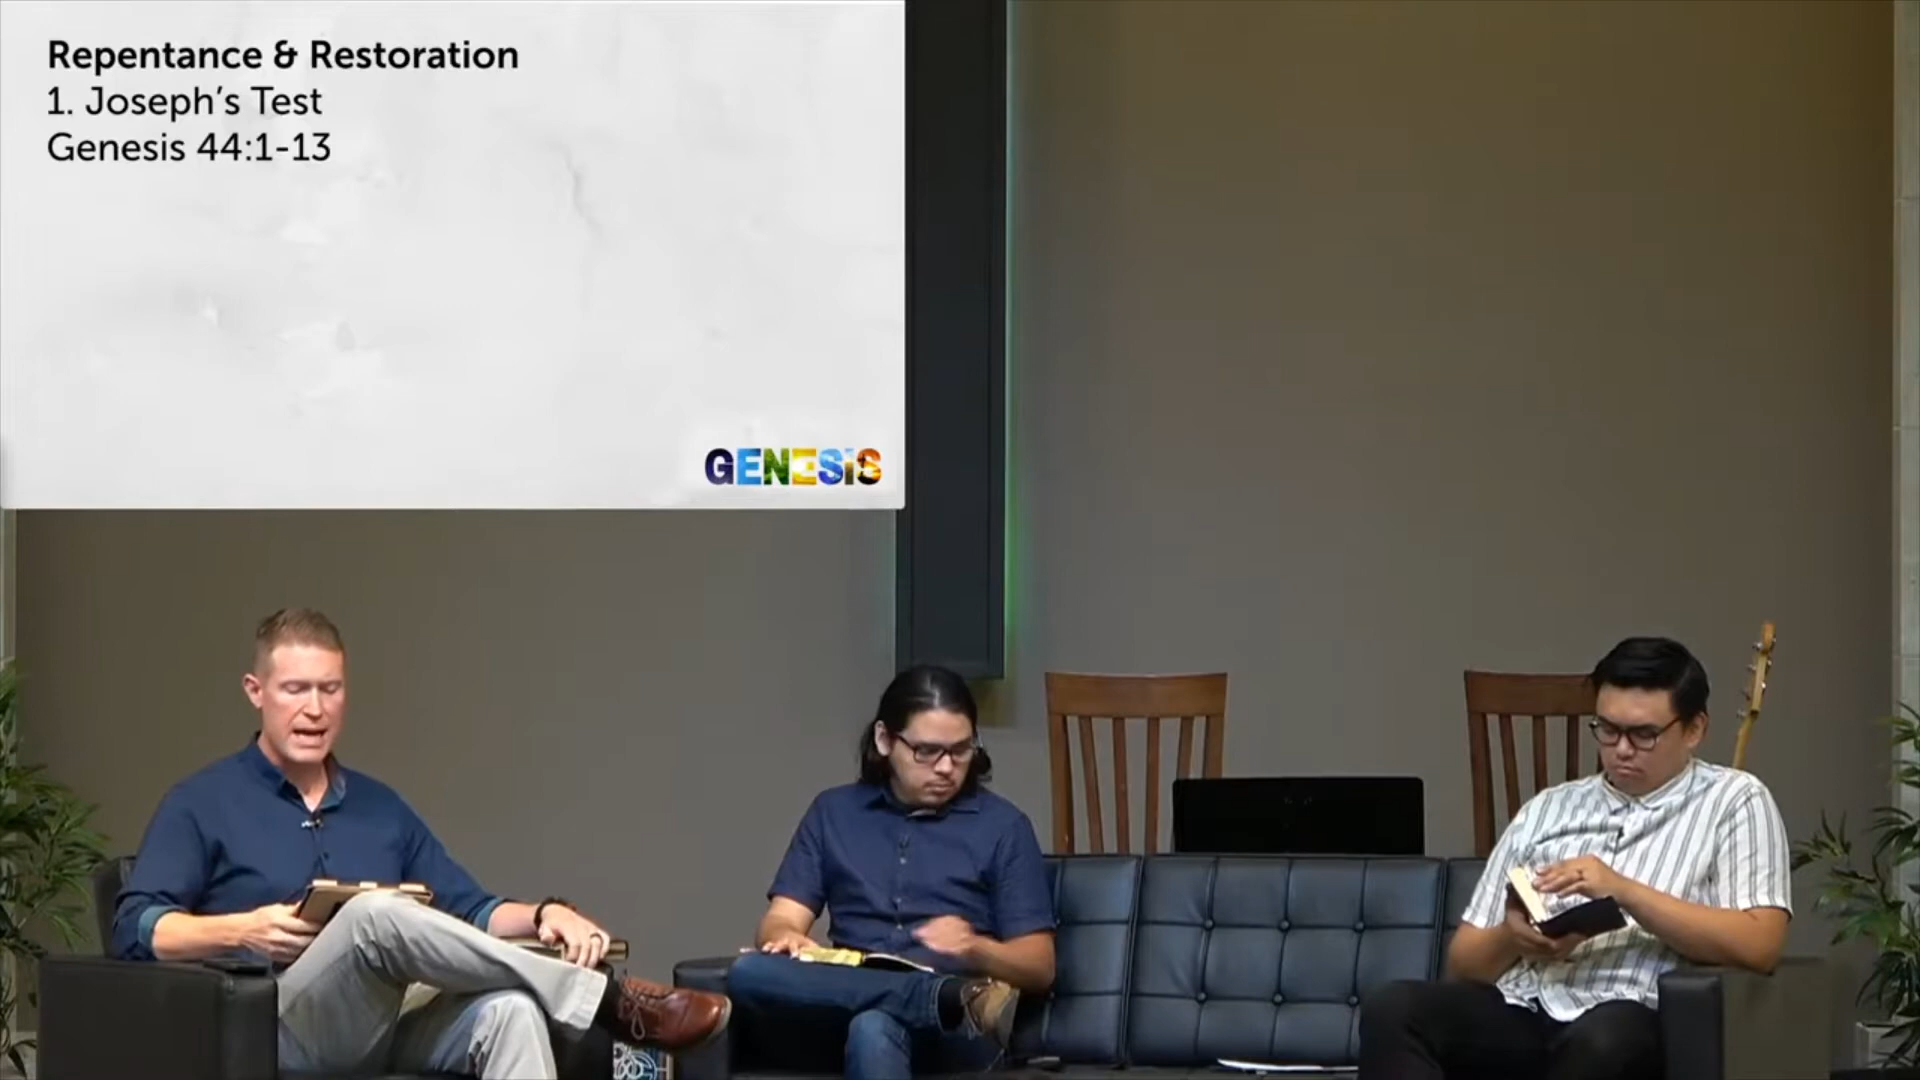 Repentance & Restoration
1. Joseph's Test
Genesis 44:1-13
GENESIS